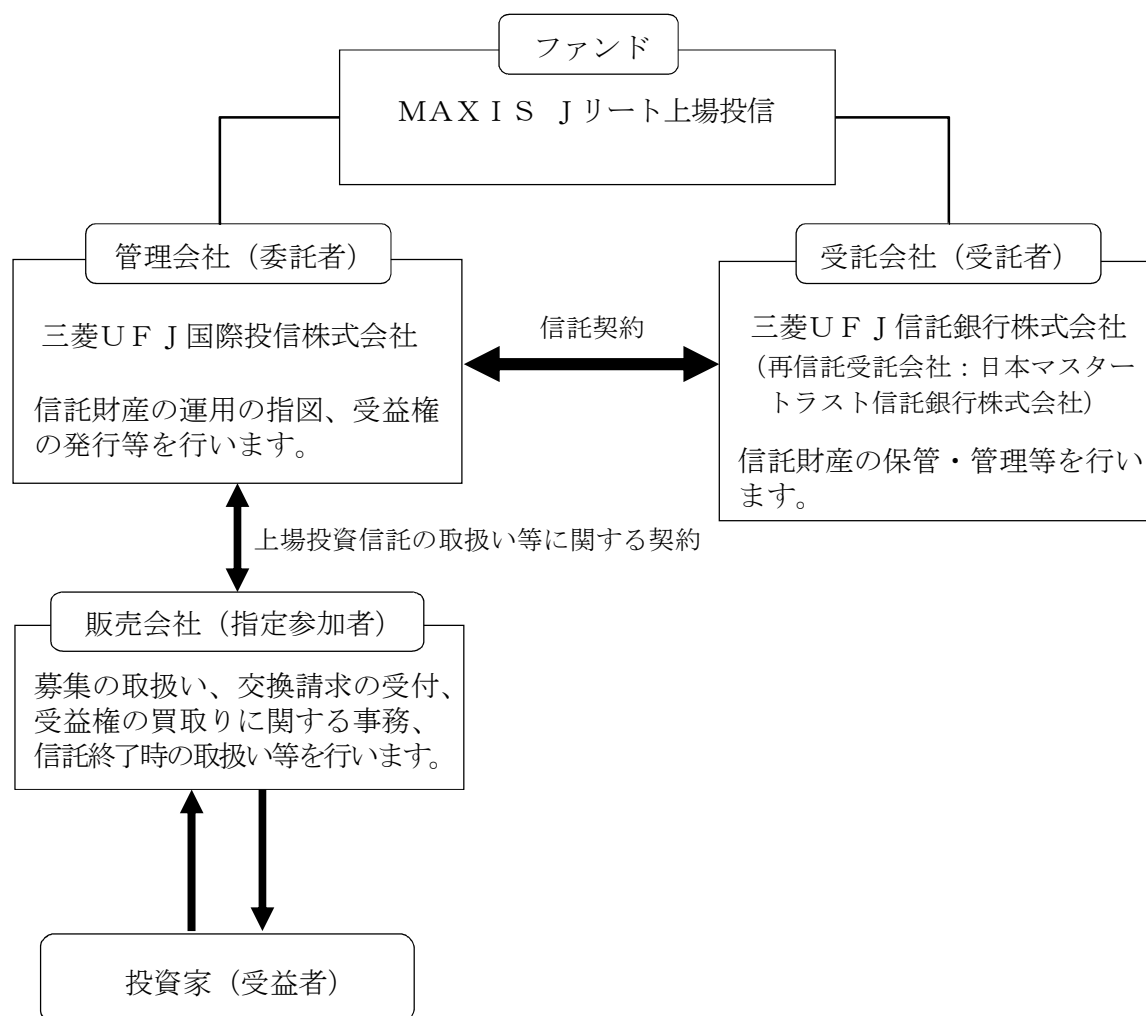 ファンド
MAXIS Jリート上場投信
管理会社（委託者）
三菱UFJ国際投信株式会社
信託財産の運用の指図、受益権
の発行等を行います。
信託契約
受託会社（受託者）
三菱UFJ信託銀行株式会社
（再信託受託会社：日本マスター
トラスト信託銀行株式会社）
信託財産の保管・管理等を行い
ます。
上場投資信託の取扱い等に関する契約
販売会社（指定参加者）
募集の取扱い、交換請求の受付、
受益権の買取りに関する事務、
信託終了時の取扱い等を行います。
投資家（受益者）